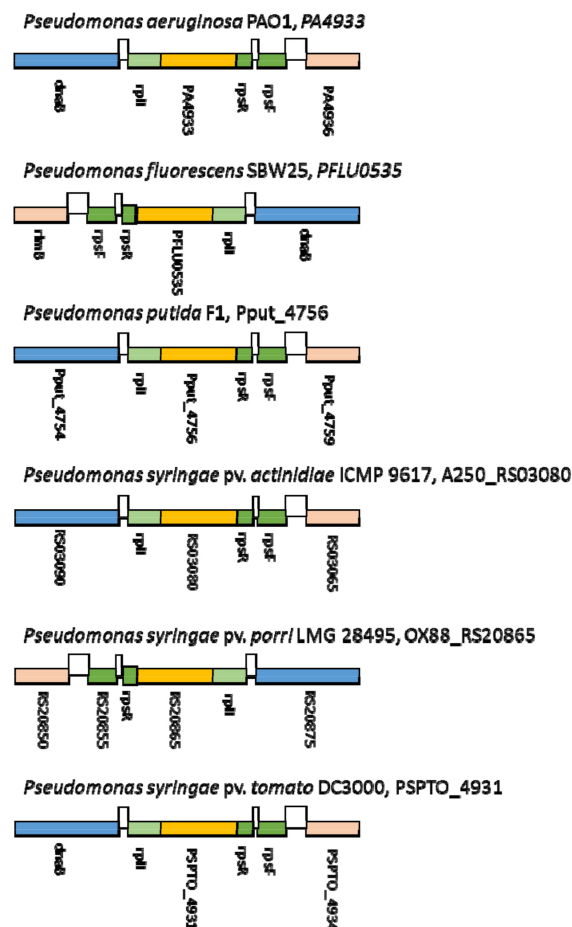 Pseudomonas aeruginosa PAO1, PA4933
dnaB rplI PA4933 rpsR rpsF PA4936
Pseudomonas fluorescens SBW25, PFLU0535
rlmB rpsF rpsR PFLU0535 rplI dnaB
Pseudomonas putida F1, Pput_4756
Pput_4754 rplI Pput_4756 rpsR rpsF Pput_4759
Pseudomonas syringae pv. actinidiae ICMP 9617, A250_RS03080
RS03090 rplI RS03080 rpsR rpsF RS03065
Pseudomonas syringae pv. porri LMG 28495, OX88_RS20865
RS20850 RS20855 rpsR RS20865 rplI RS20875
Pseudomonas syringae pv. tomato DC3000, PSPTO_4931
dnaB rplI PSPTO_4931 rpsR rpsF PSPTO_4934